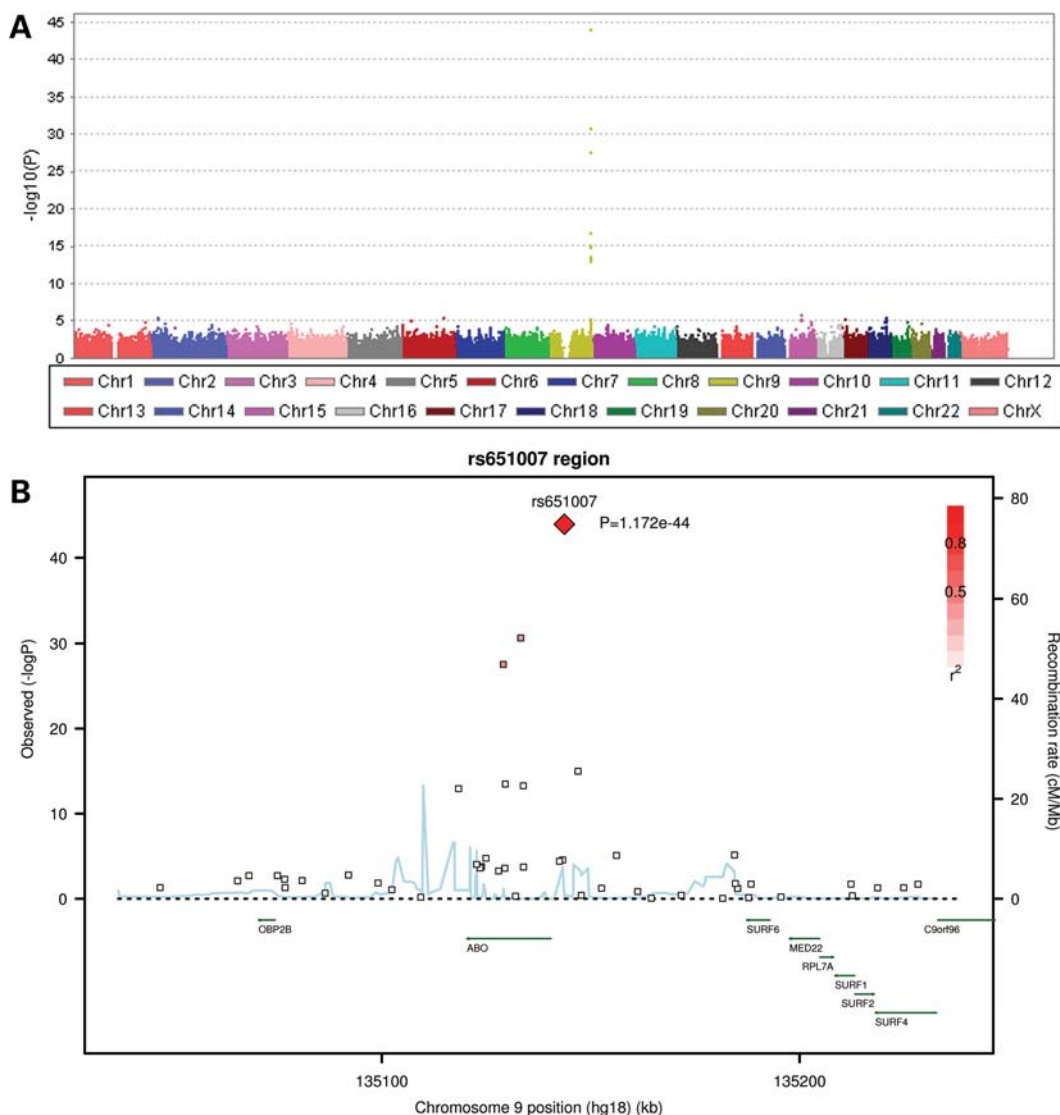 A
45
40
35
30
25
20
15
10
5
0
-log10(P)
Chr1 Chr2 Chr3 Chr4 Chr5 Chr6 Chr7 Chr8 Chr9 Chr10 Chr11 Chr12
Chr13 Chr14 Chr15 Chr16 Chr17 Chr18 Chr19 Chr20 Chr21 Chr22 ChrX
B
rs651007 region
rs651007
P=1.172e-44
0.8
0.5
r²
40
30
20
10
0
Observed (-logP)
80
60
40
20
0
Recombination rate (cM/Mb)
OBP2B
ABO
SURF6
C9orf96
MED22
RPL7A
SURF1
SURF2
SURF4
135100 135200
Chromosome 9 position (hg18) (kb)